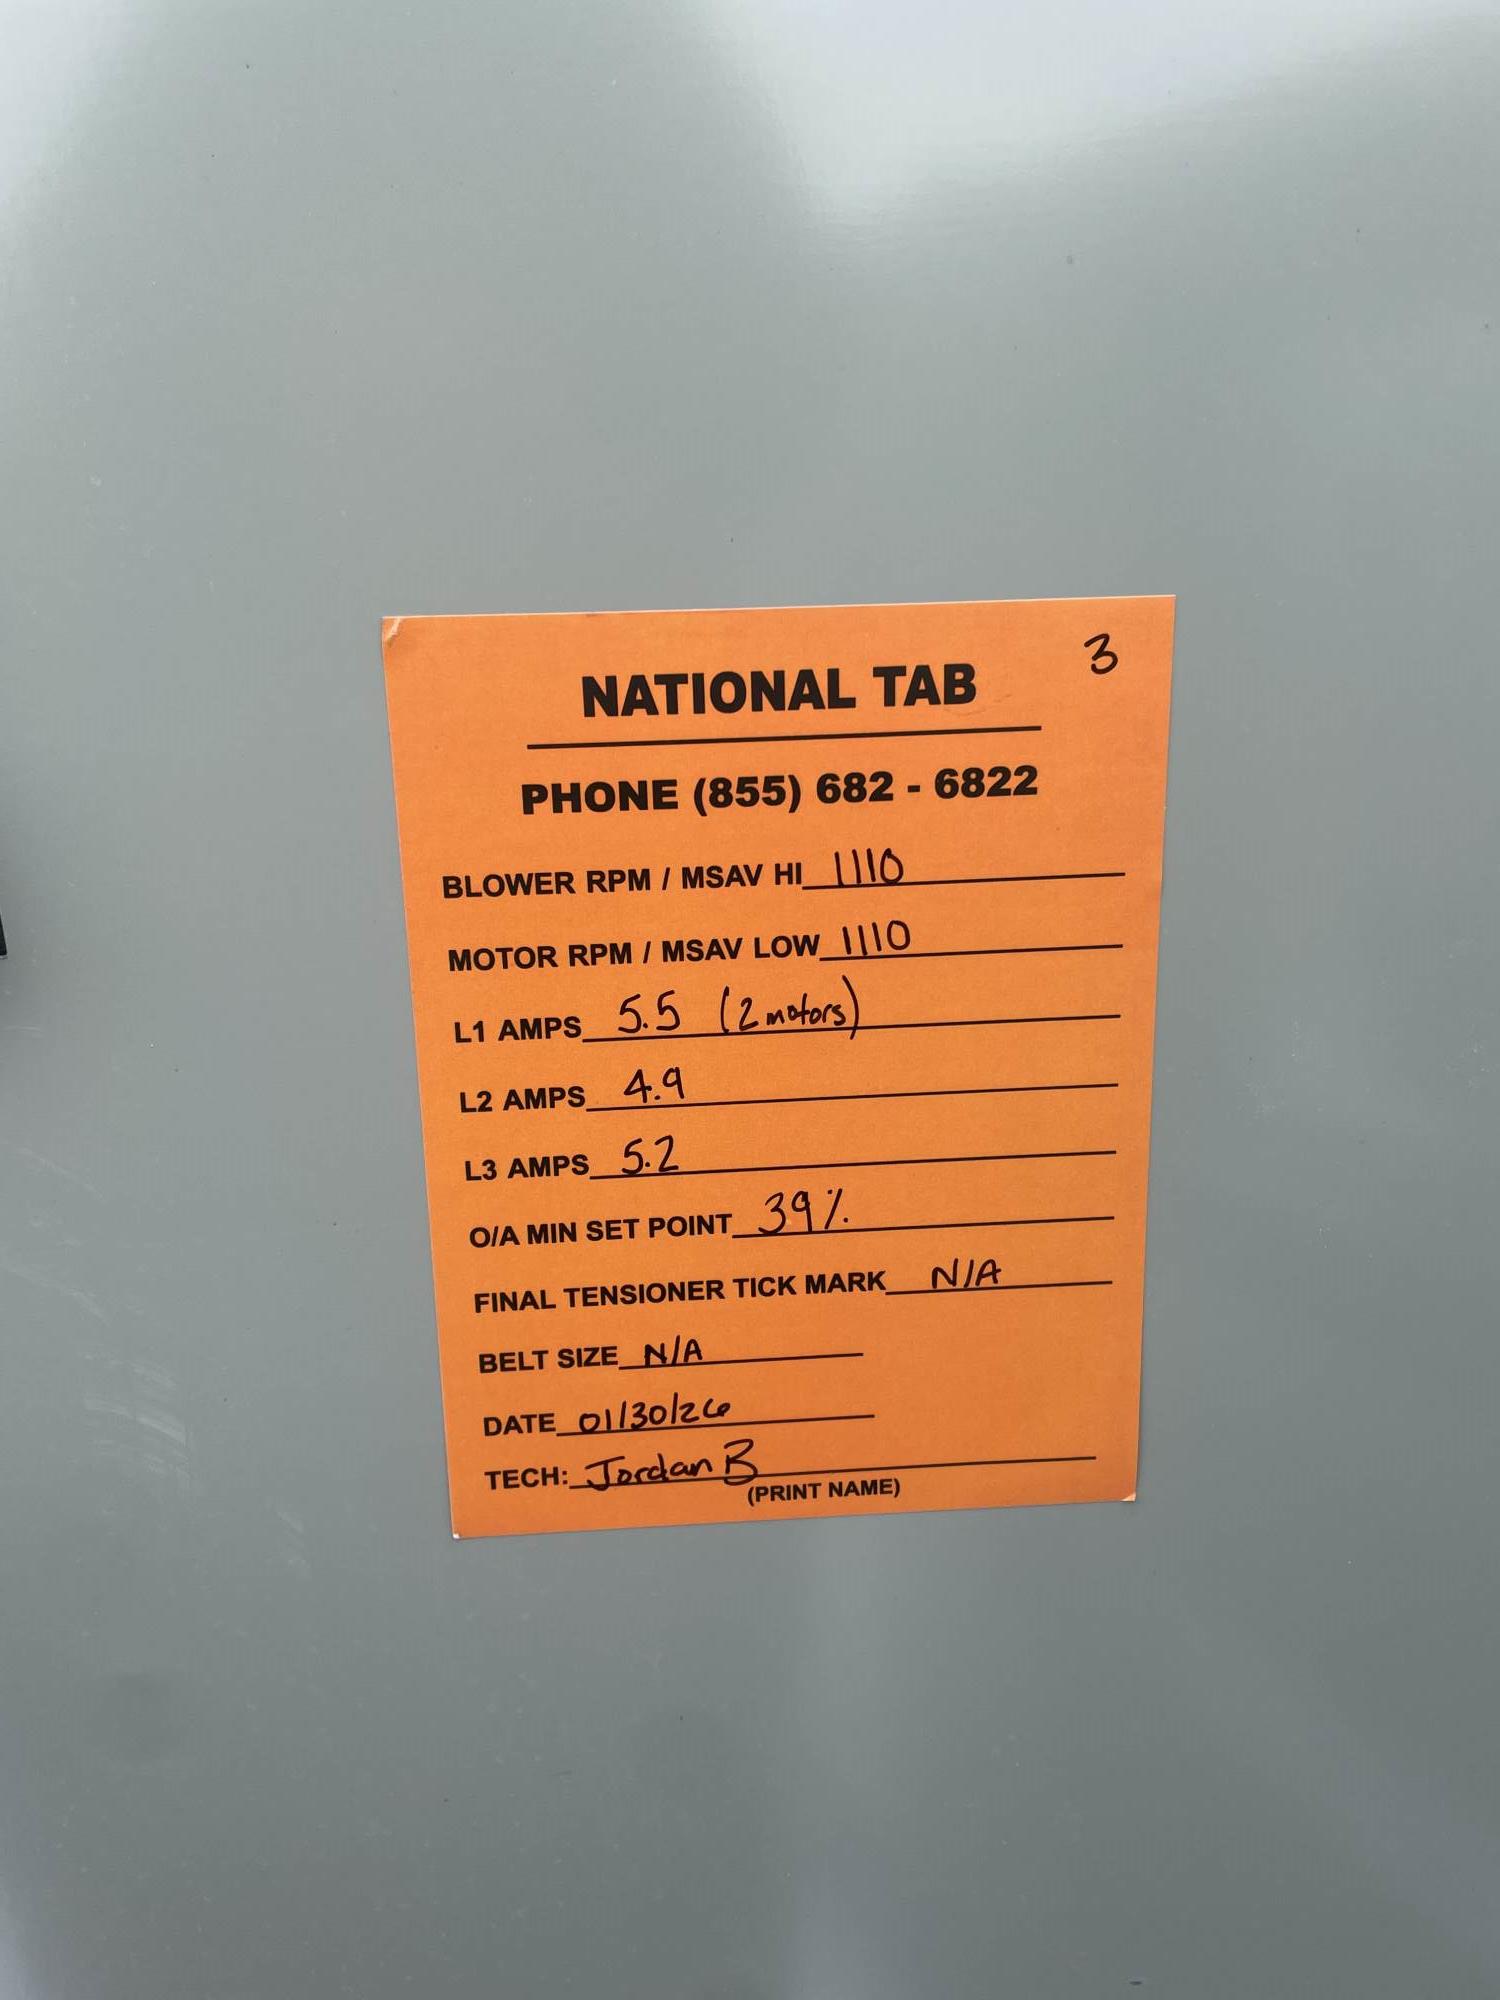 3
NATIONAL TAB
PHONE (855) 682 - 6822
BLOWER RPM / MSAV HI 1110
MOTOR RPM / MSAV LOW 1110
L1 AMPS 5.5 (2 motors)
L2 AMPS 4.9
L3 AMPS 5.2
O/A MIN SET POINT 39%
FINAL TENSIONER TICK MARK N/A
BELT SIZE N/A
DATE 01/30/26
TECH: Jordan B
(PRINT NAME)